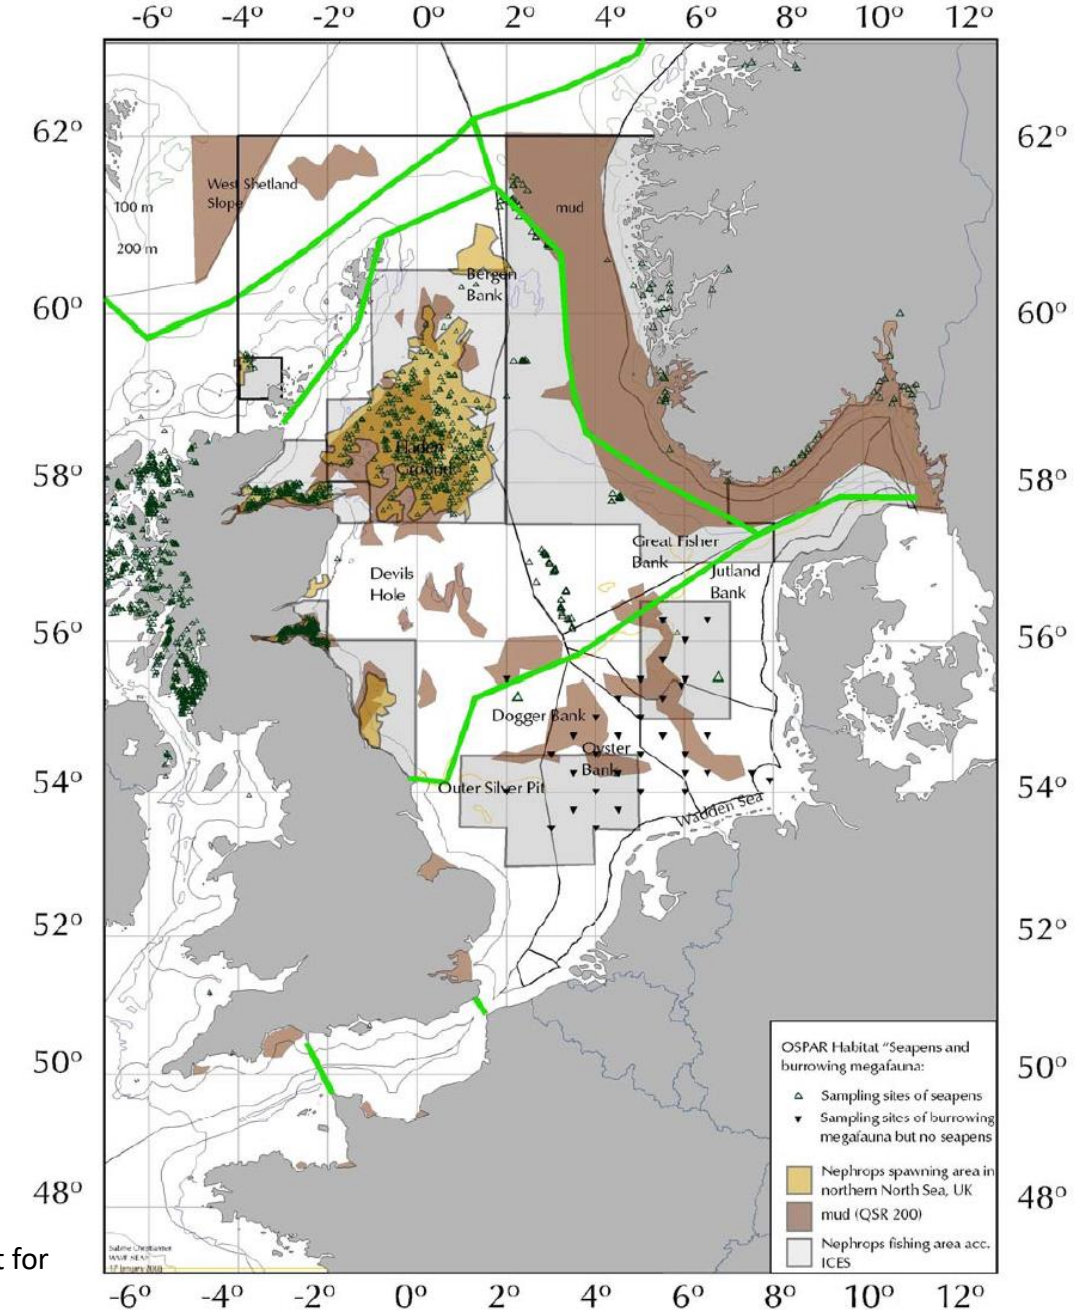 -6° -4° -2° 0° 2° 4° 6° 8° 10° 12°
62° 62°
West Shetland
Slope
mud
100 m
200 m
Bergen
Bank
60° 60°
Fladen
Ground
58° 58°
Great Fisher
Bank
Devils
Hole
Jutland
Bank
56° 56°
Dogger Bank
Oyster
Bank
54° 54°
Outer Silver Pit
Wadden Sea
52° 52°
50° 50°
48° 48°
OSPAR Habitat "Seapens and
burrowing megafauna:
Sampling sites of seapens
Sampling sites of burrowing
megafauna but no seapens
Nephrops spawning area in
northern North Sea, UK
mud (QSR 200)
Nephrops fishing area acc.
ICES
t for
-6° -4° -2° 0° 2° 4° 6° 8° 10° 12°